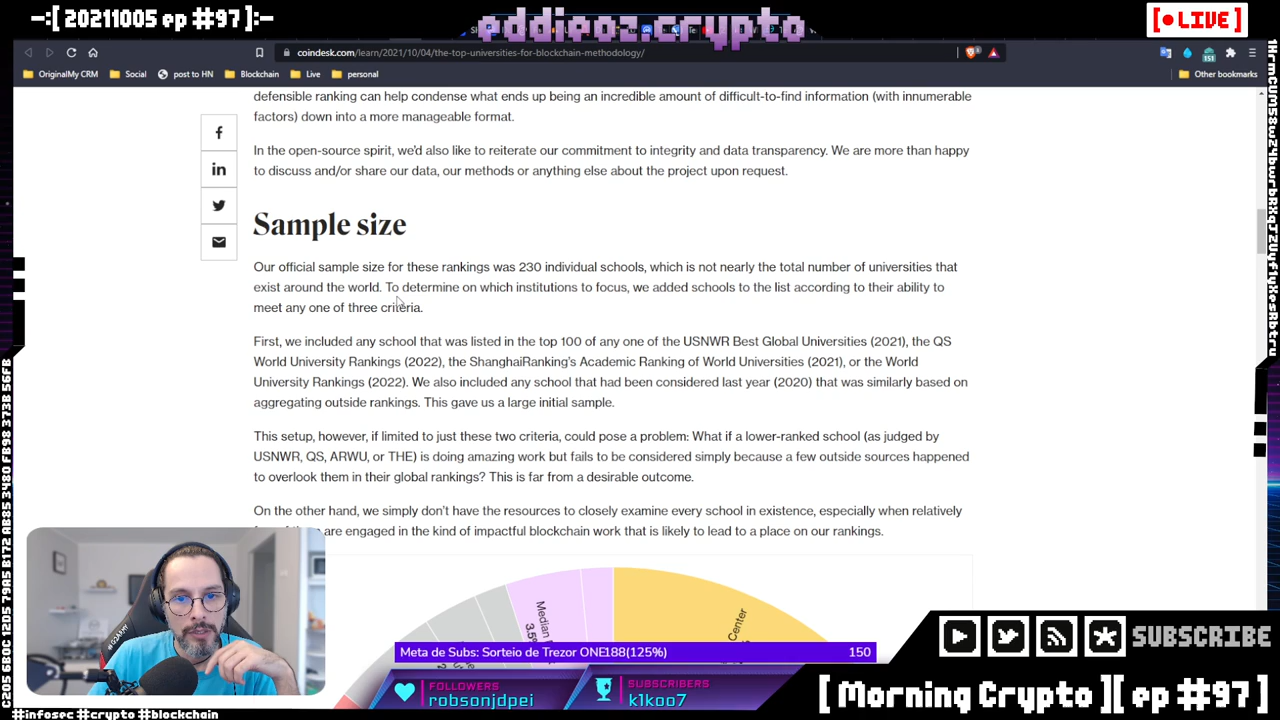 -:[ 20211005 ep #97]:-
eddieoz crypto
[ LIVE]
coindesk.com/learn/2021/10/04/the-top-universities-for-blockchain-methodology/
OriginalMy CRM
Social
post to HN
Blockchain
Live
personal
Other bookmarks
defensible ranking can help condense what ends up being an incredible amount of difficult-to-find information (with innumerable
factors) down into a more manageable format.
In the open-source spirit, we'd also like to reiterate our commitment to integrity and data transparency. We are more than happy
to discuss and/or share our data, our methods or anything else about the project upon request.
Sample size
Our official sample size for these rankings was 230 individual schools, which is not nearly the total number of universities that
exist around the world. To determine on which institutions to focus, we added schools to the list according to their ability to
meet any one of three criteria.
First, we included any school that was listed in the top 100 of any one of the USNWR Best Global Universities (2021), the QS
World University Rankings (2022), the ShanghaiRanking's Academic Ranking of World Universities (2021), or the World
University Rankings (2022). We also included any school that had been considered last year (2020) that was similarly based on
aggregating outside rankings. This gave us a large initial sample.
This setup, however, if limited to just these two criteria, could pose a problem: What if a lower-ranked school (as judged by
USNWR, QS, ARWU, or THE) is doing amazing work but fails to be considered simply because a few outside sources happened
to overlook them in their global rankings? This is far from a desirable outcome.
On the other hand, we simply don't have the resources to closely examine every school in existence, especially when relatively
are engaged in the kind of impactful blockchain work that is likely to lead to a place on our rankings.
Median
3.5%
Center
Meta de Subs: Sorteio de Trezor ONE188(125%)
150
FOLLOWERS
robsonjdpei
SUBSCRIBERS
k1koo7
SUBSCRIBE
[ Morning Crypto ][ ep #97 ]
#infosec #crypto #blockchain